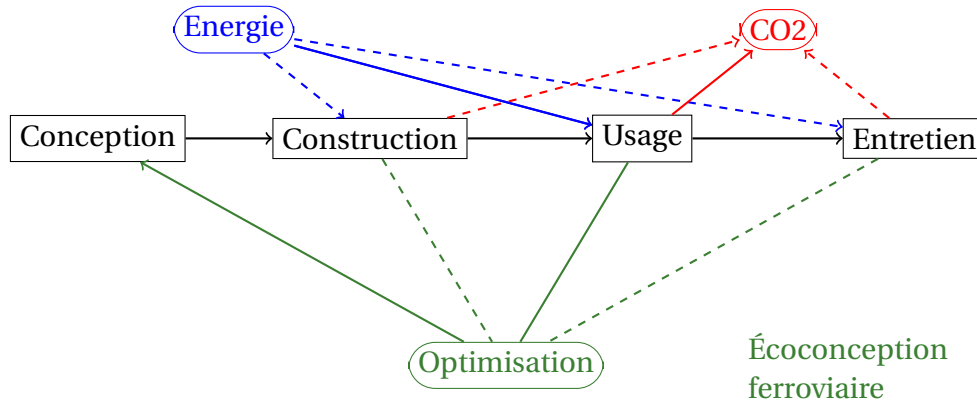 Energie
CO2
Conception
Construction
Usage
Entretien
Optimisation
Écoconception
ferroviaire